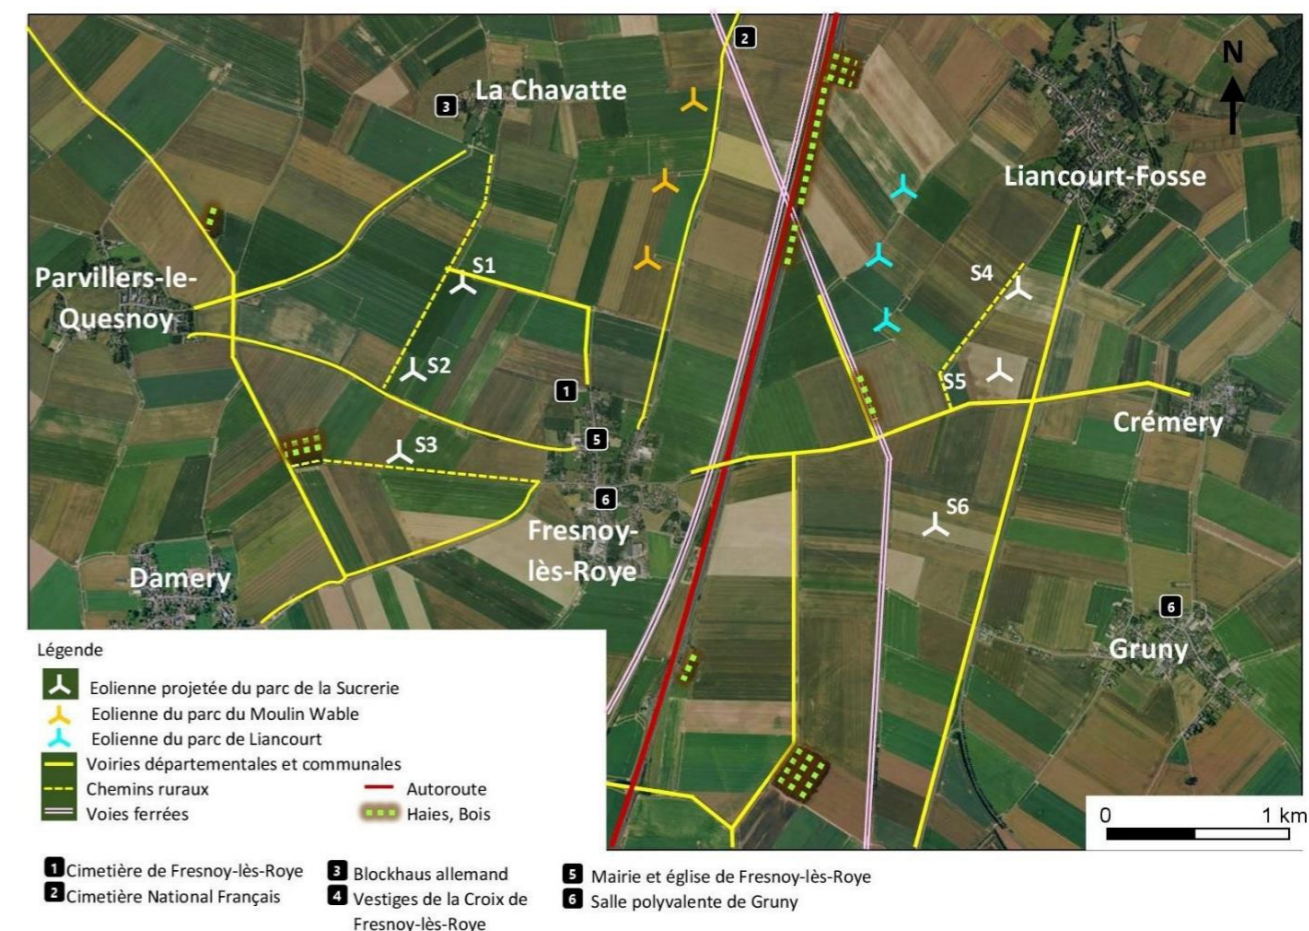 2
N
La Chavatte
3
Liancourt-Fosse
Parvillers-le-
Quesnoy
S1
S4
S2
S5
1
Crémery
5
S3
6
S6
Fresnoy-
lès-Roye
Damery
6
Gruny
Légende
Eolienne projetée du parc de la Sucrerie
Eolienne du parc du Moulin Wable
Eolienne du parc de Liancourt
Voiries départementales et communales
Chemins ruraux
Autoroute
Voies ferrées
Haies, Bois
0 1 km
1 Cimetière de Fresnoy-lès-Roye
2 Cimetière National Français
3 Blockhaus allemand
4 Vestiges de la Croix de
Fresnoy-lès-Roye
5 Mairie et église de Fresnoy-lès-Roye
6 Salle polyvalente de Gruny